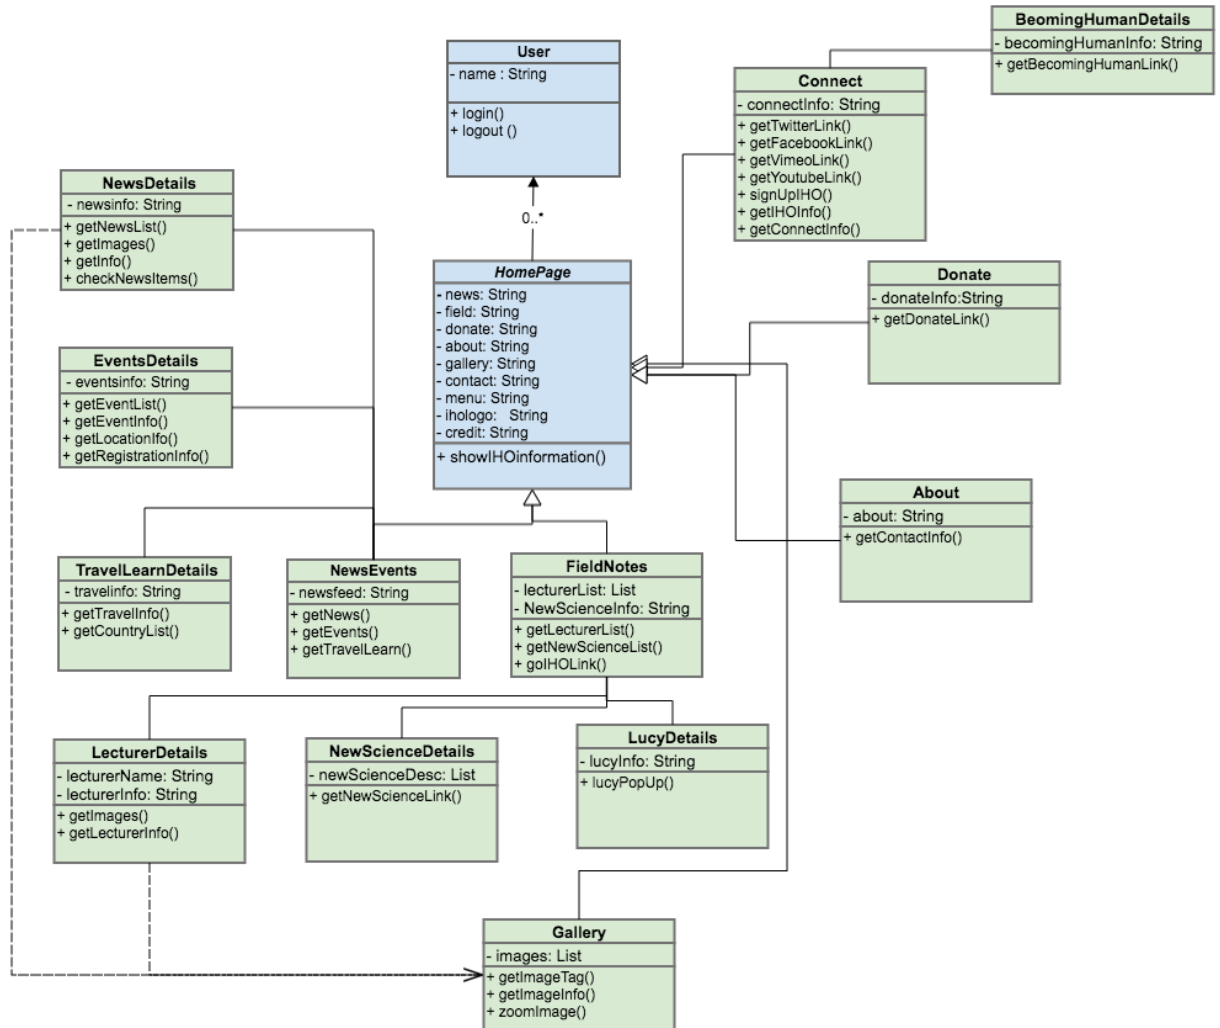 BeomingHumanDetails
- becomingHumanInfo: String
+ getBecomingHumanLink()
User
- name : String
+ login()
+ logout ()
Connect
- connectInfo: String
+ getTwitterLink()
+ getFacebookLink()
+ getVimeoLink()
+ getYoutubeLink()
+ signUpIHO()
+ getIHOInfo()
+ getConnectInfo()
NewsDetails
- newsinfo: String
+ getNewsList()
+ getImages()
+ getInfo()
+ checkNewsItems()
0..*
HomePage
- news: String
- field: String
- donate: String
- about: String
- gallery: String
- contact: String
- menu: String
- ihologo: String
- credit: String
+ showIHOinformation()
Donate
- donateInfo:String
+ getDonateLink()
EventsDetails
- eventsinfo: String
+ getEventList()
+ getEventInfo()
+ getLocationIfo()
+ getRegistrationInfo()
About
- about: String
+ getContactInfo()
TravelLearnDetails
- travelinfo: String
+ getTravelInfo()
+ getCountryList()
NewsEvents
- newsfeed: String
+ getNews()
+ getEvents()
+ getTravelLearn()
FieldNotes
- lecturerList: List
- NewScienceInfo: String
+ getLecturerList()
+ getNewScienceList()
+ goIHOLink()
LecturerDetails
- lecturerName: String
- lecturerInfo: String
+ getImages()
+ getLecturerInfo()
NewScienceDetails
- newScienceDesc: List
+ getNewScienceLink()
LucyDetails
- lucyInfo: String
+ lucyPopUp()
Gallery
- images: List
+ getImageTag()
+ getImageInfo()
+ zoomImage()